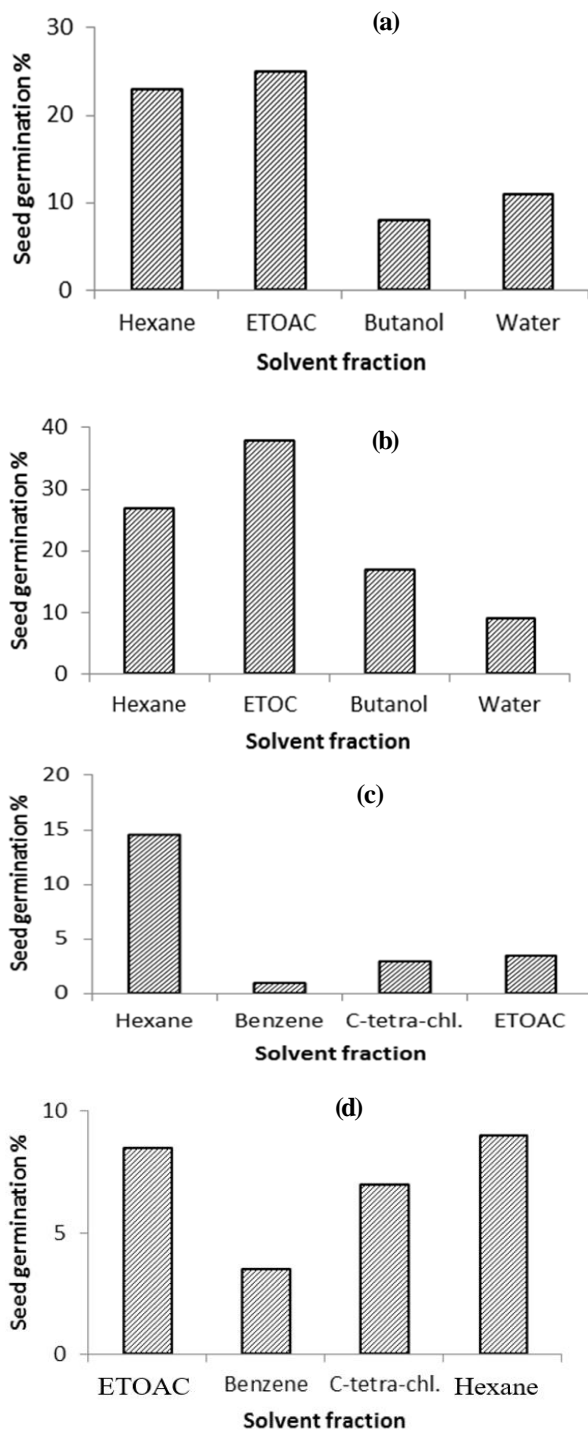 (a)
Seed germination %
30
20
10
0
Hexane ETOAC Butanol Water
Solvent fraction
(b)
Seed germination %
40
30
20
10
0
Hexane ETOC Butanol Water
Solvent fraction
(c)
Seed germination %
20
15
10
5
0
Hexane Benzene C-tetra-chl. ETOAC
Solvent fraction
(d)
Seed germination %
10
5
0
ETOAC Benzene C-tetra-chl. Hexane
Solvent fraction